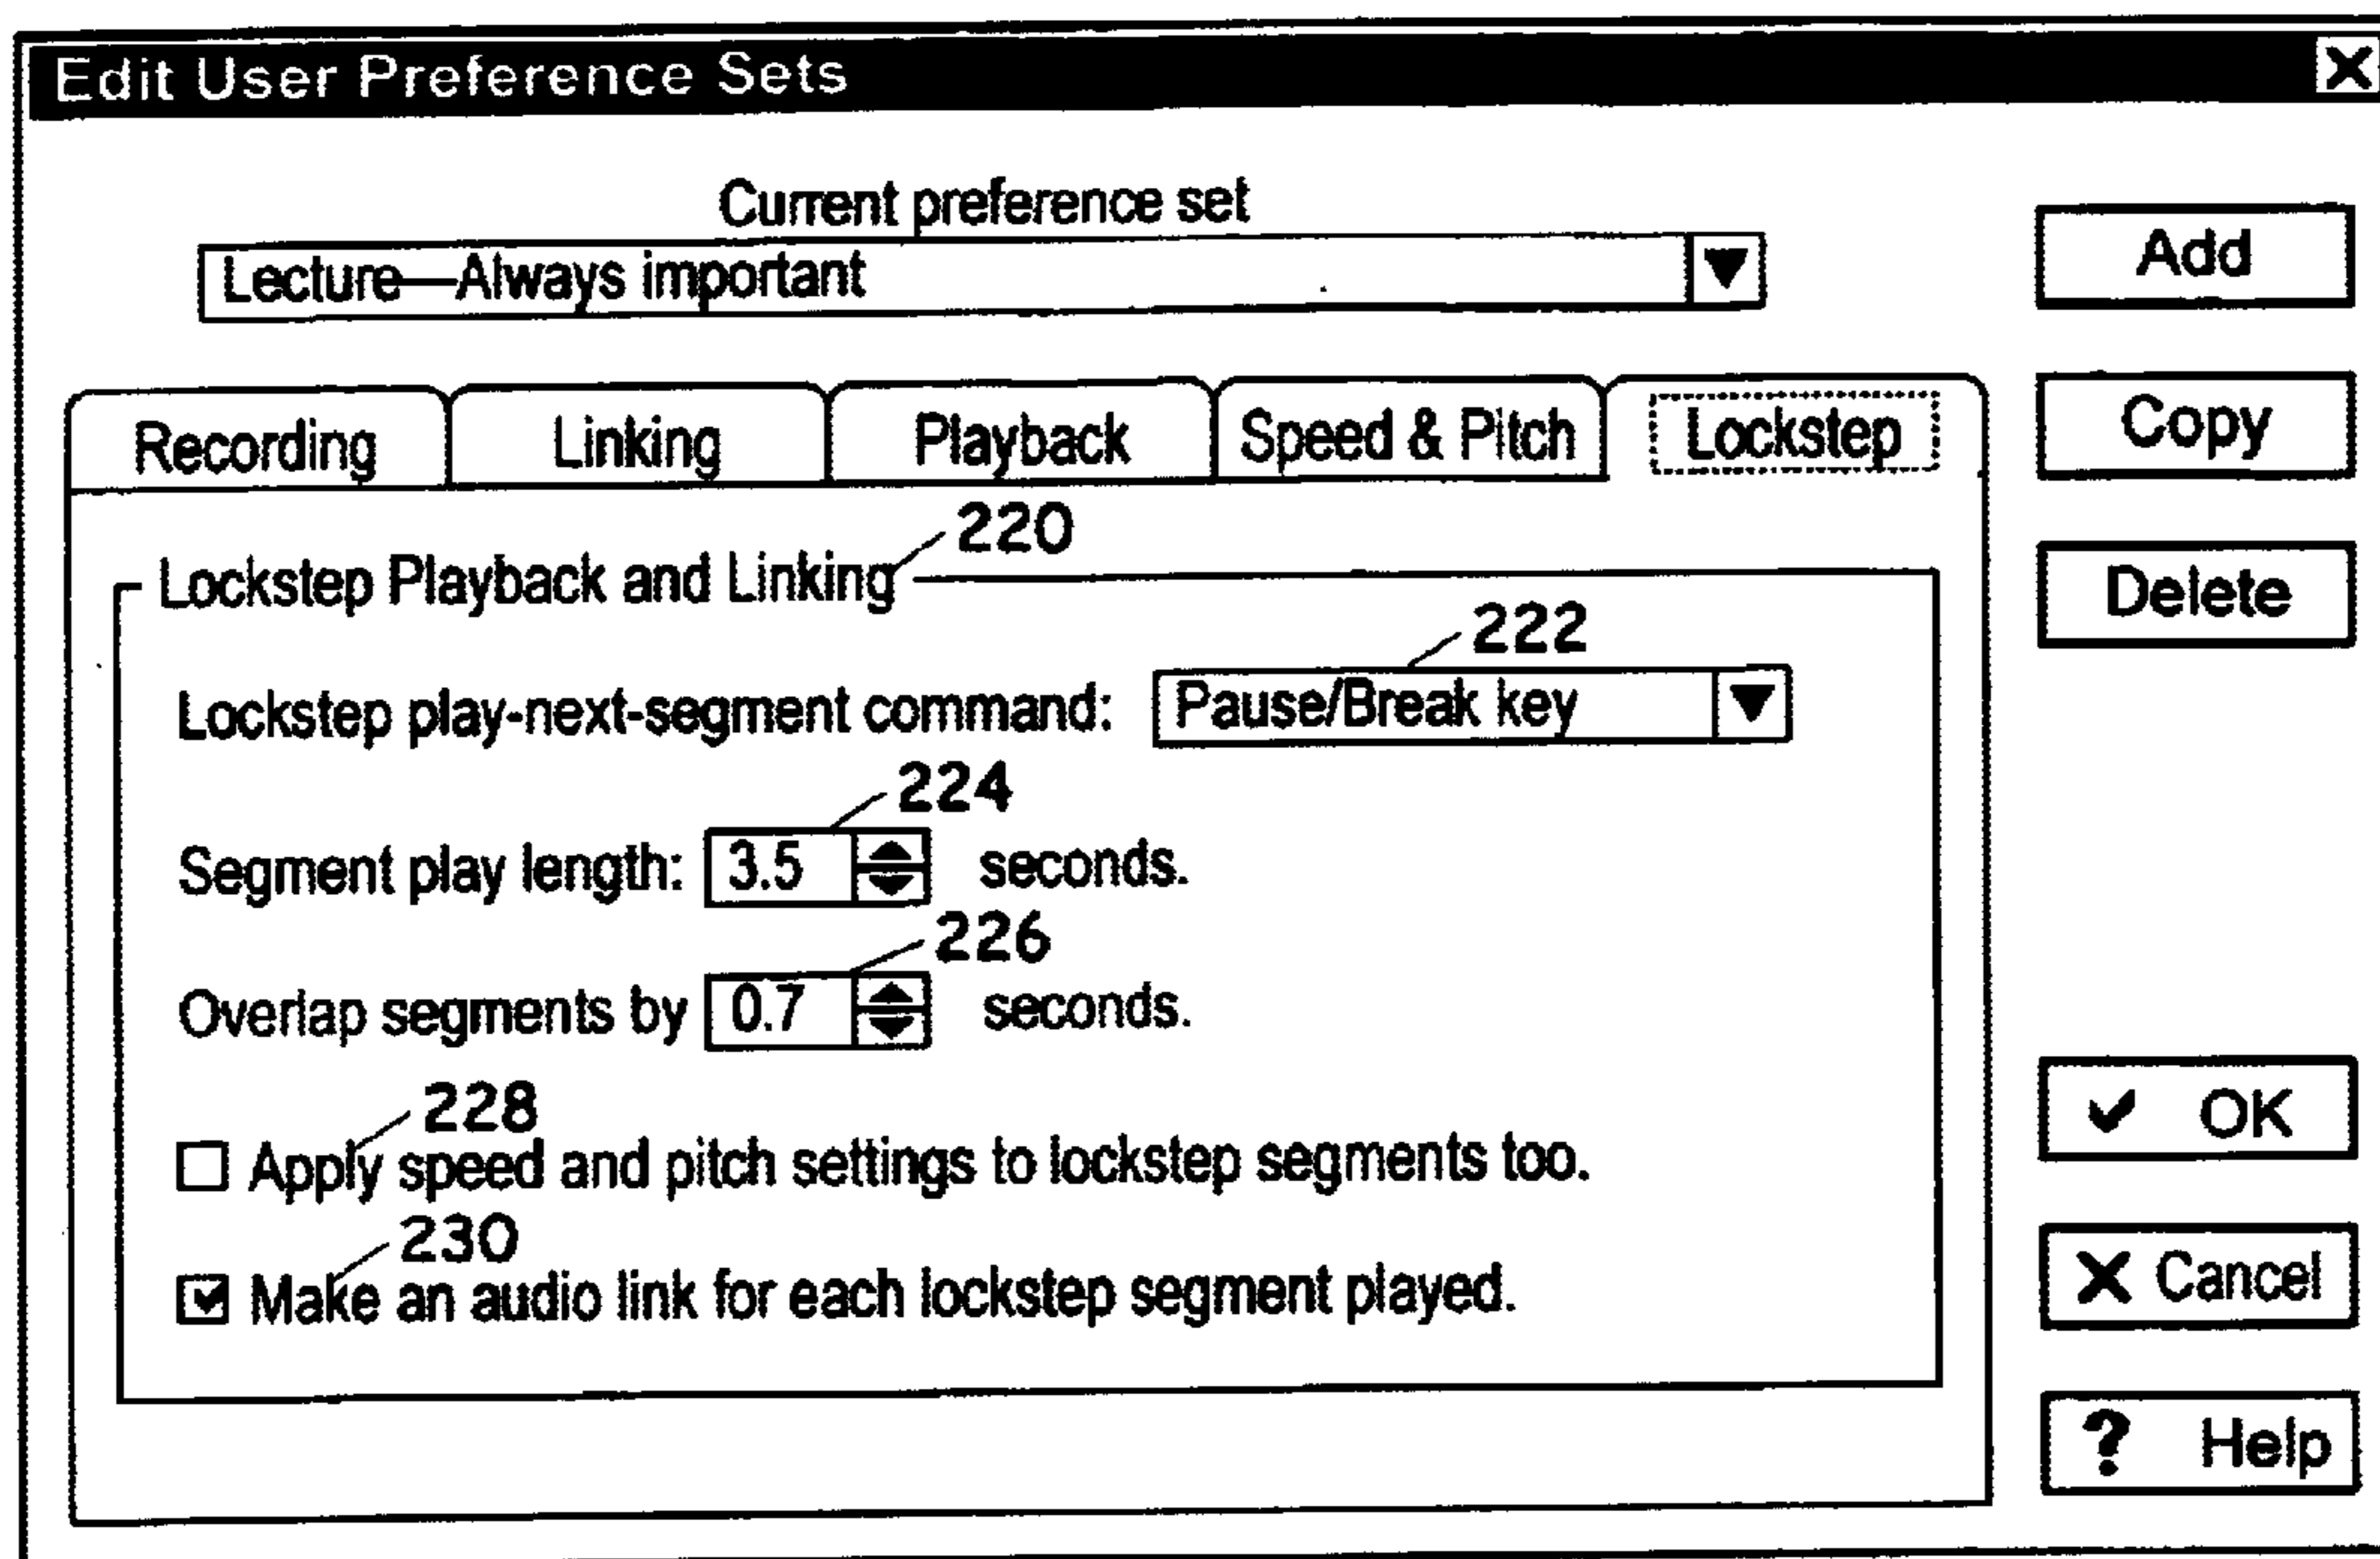 Edit User Preference Sets
Current preference set
Lecture—Always important
Add
Recording Linking Playback Speed & Pitch Lockstep
Copy
220
Lockstep Playback and Linking
Delete
222
Lockstep play-next-segment command: Pause/Break key
224
Segment play length: 3.5 seconds.
226
Overlap segments by 0.7 seconds.
228
Apply speed and pitch settings to lockstep segments too.
OK
230
Make an audio link for each lockstep segment played.
Cancel
Help